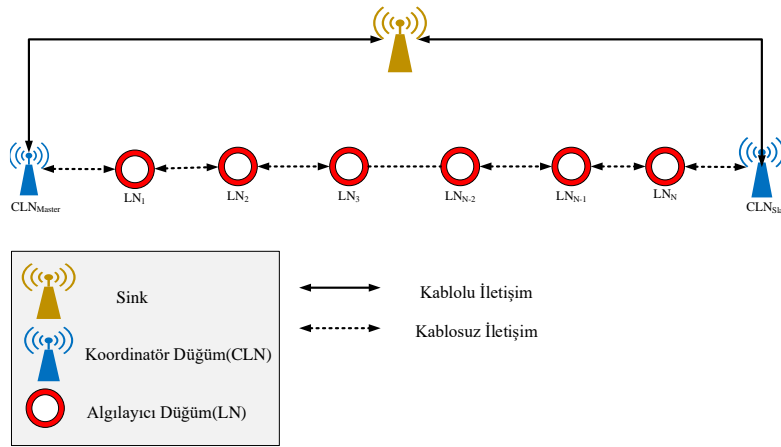 CLNMaster
LN1
LN2
LN3
LNN-2
LNN-1
LNN
CLNSla
Sink
Koordinatör Düğüm(CLN)
Algılayıcı Düğüm(LN)
Kablolu İletişim
Kablosuz İletişim